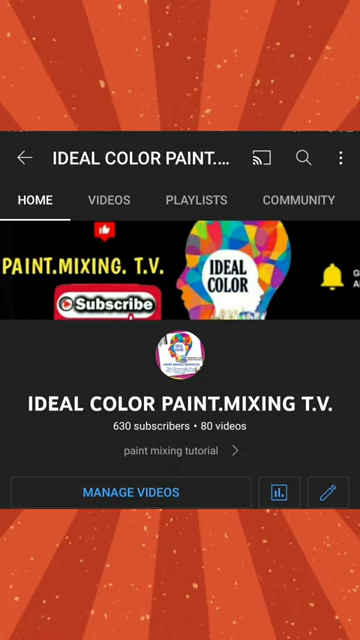 IDEAL COLOR PAINT....
HOME VIDEOS PLAYLISTS COMMUNITY
PAINT.MIXING. T.V.
IDEAL
COLOR
Subscribe
IDEAL COLOR PAINT.MIXING T.V.
630 subscribers • 80 videos
paint mixing tutorial
MANAGE VIDEOS